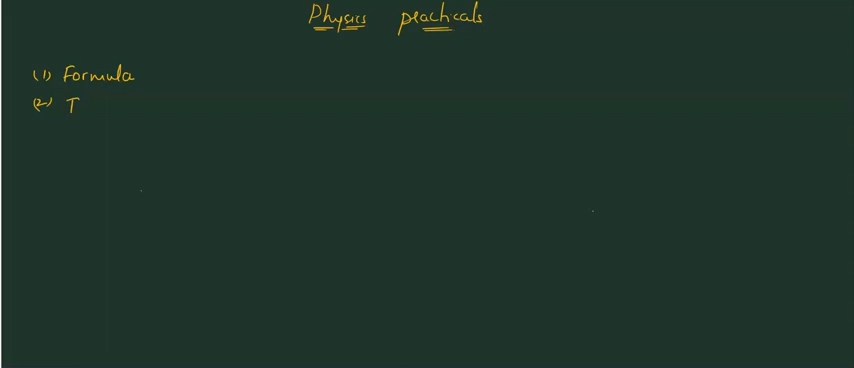 Physics practicals
(1) Formula
(2) T